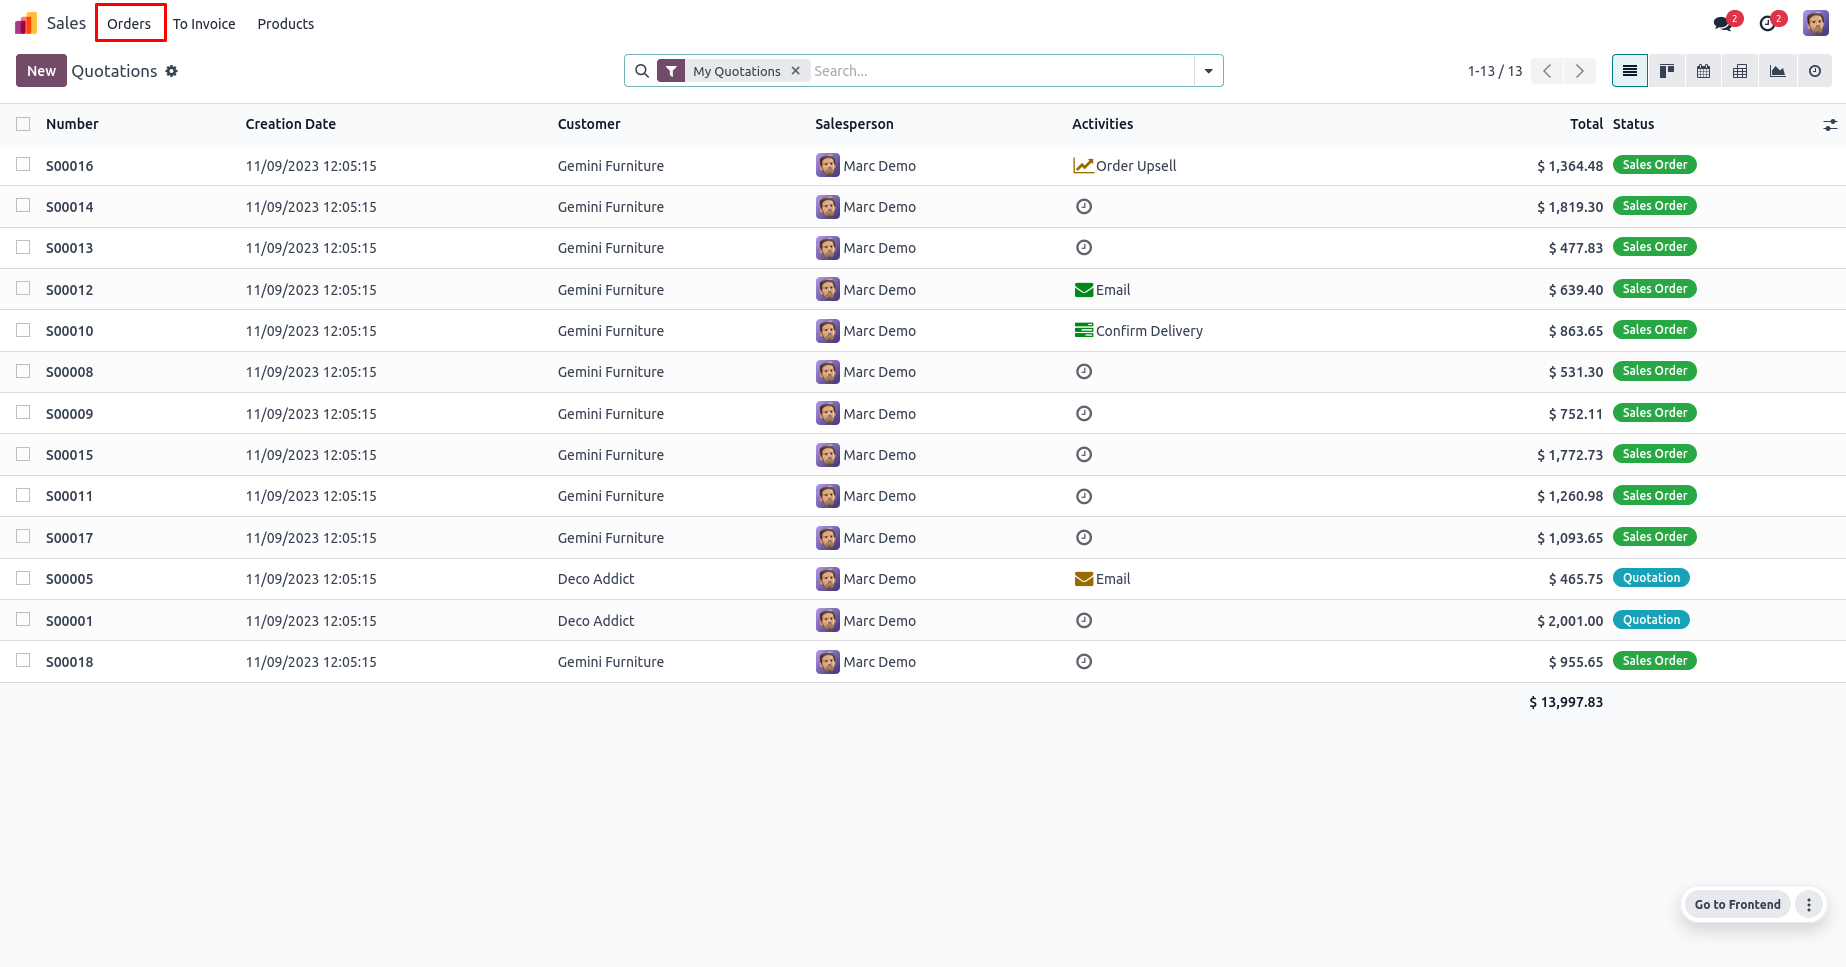 Sales Orders To Invoice Products 2 2
New Quotations My Quotations Search... 1-13 / 13
Number Creation Date Customer Salesperson Activities Total Status
S00016 11/09/2023 12:05:15 Gemini Furniture Marc Demo Order Upsell $ 1,364.48 Sales Order
S00014 11/09/2023 12:05:15 Gemini Furniture Marc Demo $ 1,819.30 Sales Order
S00013 11/09/2023 12:05:15 Gemini Furniture Marc Demo $ 477.83 Sales Order
S00012 11/09/2023 12:05:15 Gemini Furniture Marc Demo Email $ 639.40 Sales Order
S00010 11/09/2023 12:05:15 Gemini Furniture Marc Demo Confirm Delivery $ 863.65 Sales Order
S00008 11/09/2023 12:05:15 Gemini Furniture Marc Demo $ 531.30 Sales Order
S00009 11/09/2023 12:05:15 Gemini Furniture Marc Demo $ 752.11 Sales Order
S00015 11/09/2023 12:05:15 Gemini Furniture Marc Demo $ 1,772.73 Sales Order
S00011 11/09/2023 12:05:15 Gemini Furniture Marc Demo $ 1,260.98 Sales Order
S00017 11/09/2023 12:05:15 Gemini Furniture Marc Demo $ 1,093.65 Sales Order
S00005 11/09/2023 12:05:15 Deco Addict Marc Demo Email $ 465.75 Quotation
S00001 11/09/2023 12:05:15 Deco Addict Marc Demo $ 2,001.00 Quotation
S00018 11/09/2023 12:05:15 Gemini Furniture Marc Demo $ 955.65 Sales Order
$ 13,997.83
Go to Frontend